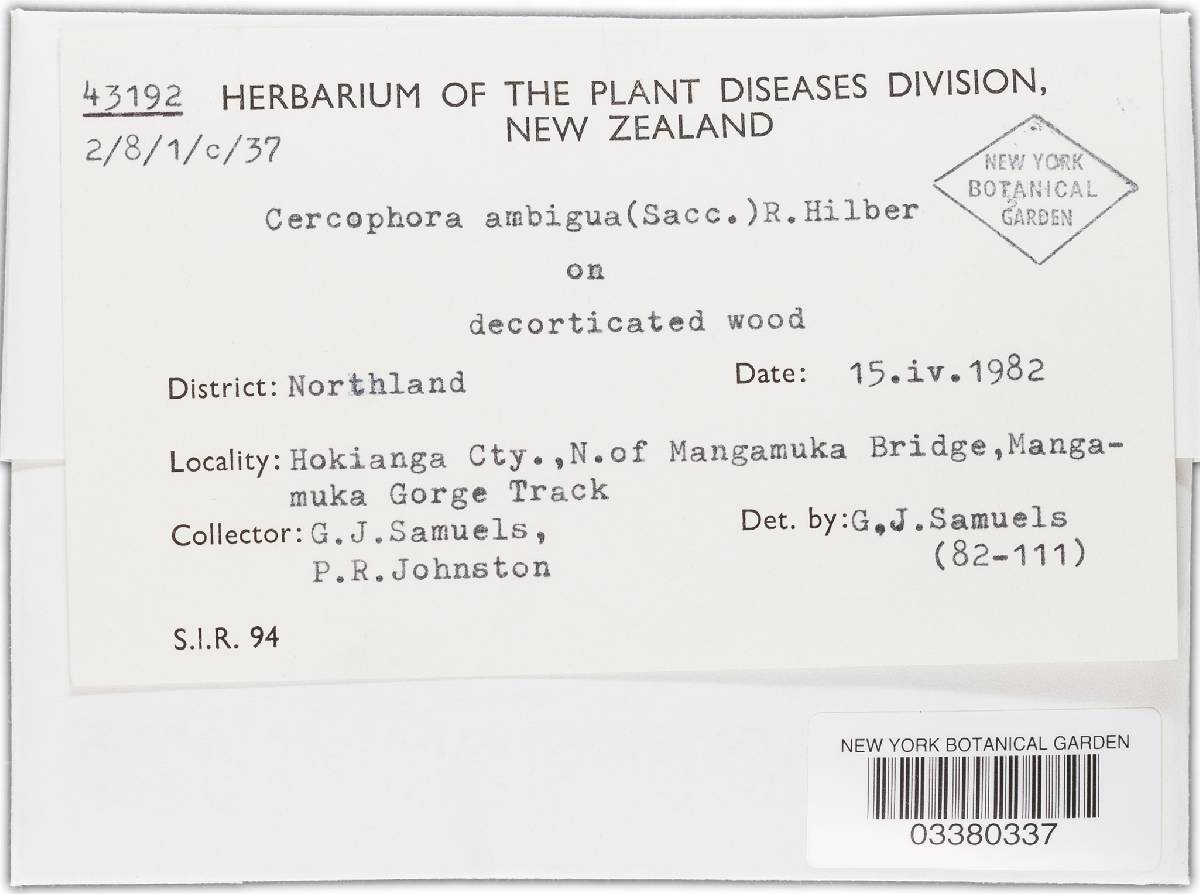 43192 HERBARIUM OF THE PLANT DISEASES DIVISION,
NEW ZEALAND
2/8/1/c/37
NEW YORK
BOTANICAL
GARDEN
Cercophora ambigua(Sacc.)R.Hilber
on
decorticated wood
District: Northland Date: 15.iv.1982
Locality: Hokianga Cty.,N.of Mangamuka Bridge,Manga-
muka Gorge Track
Collector: G.J.Samuels, Det. by:G.J.Samuels
P.R.Johnston (82-111)
S.I.R. 94
NEW YORK BOTANICAL GARDEN
03380337